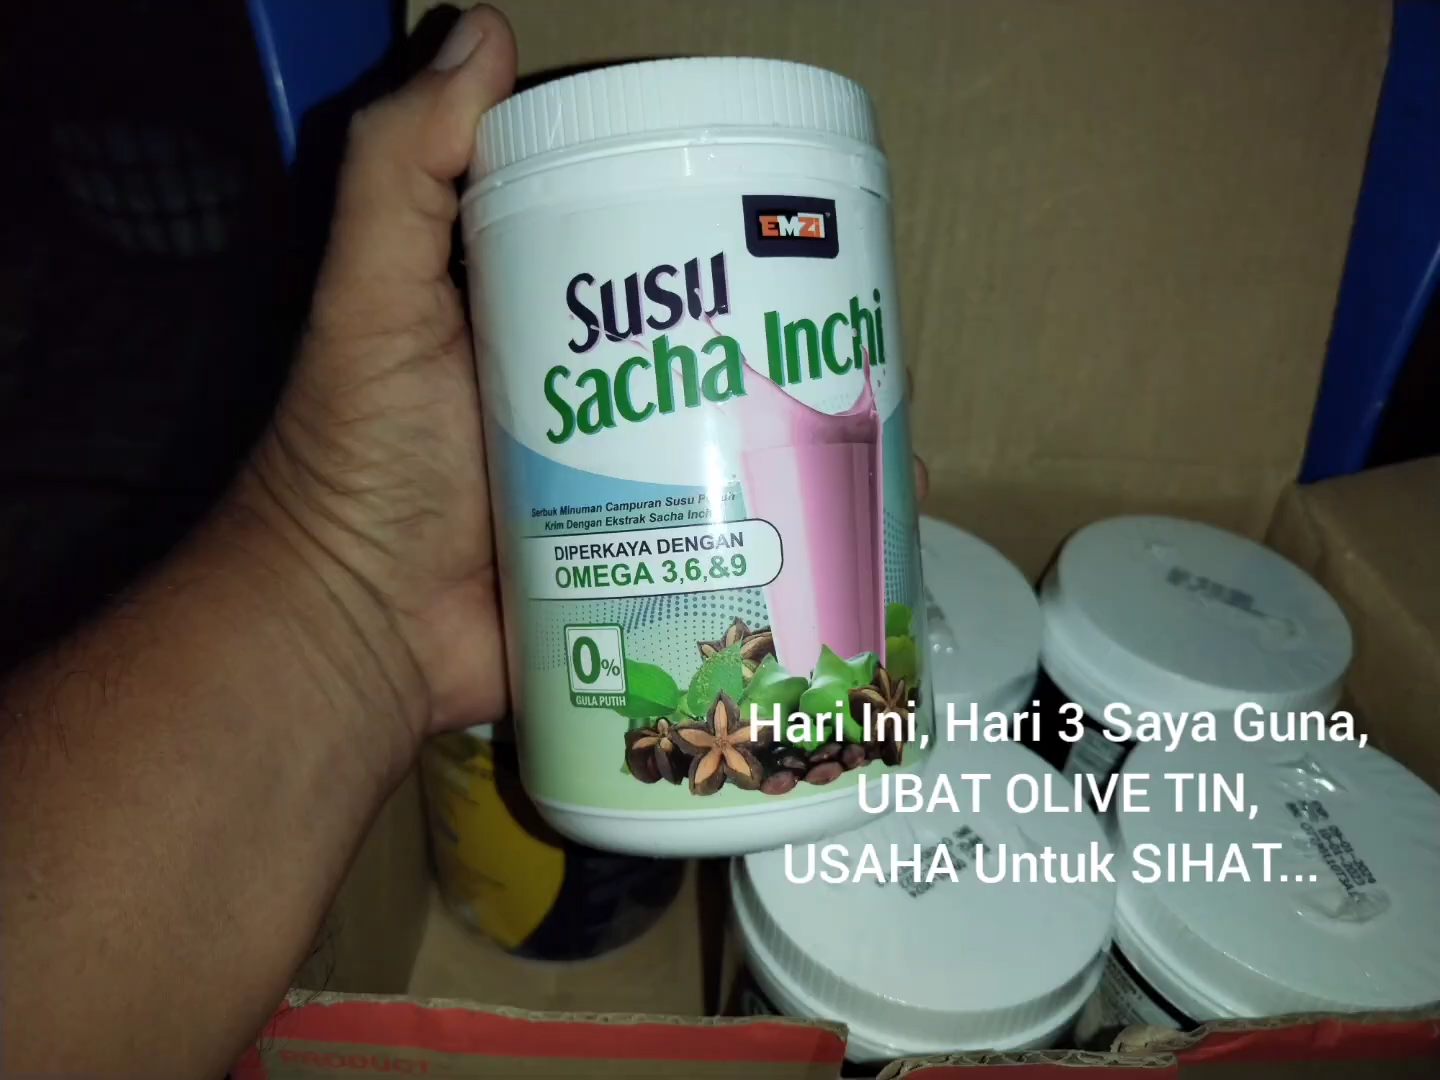 EMZI
Susu
Sacha Inchi
Serbuk Minuman Campuran Susu
Krim Dengan Ekstrak Sacha Inchi
DIPERKAYA DENGAN
OMEGA 3,6,&9
0%
GULA PUTIH
Hari Ini, Hari 3 Saya Guna,
UBAT OLIVE TIN,
USAHA Untuk SIHAT...
PRODUCT